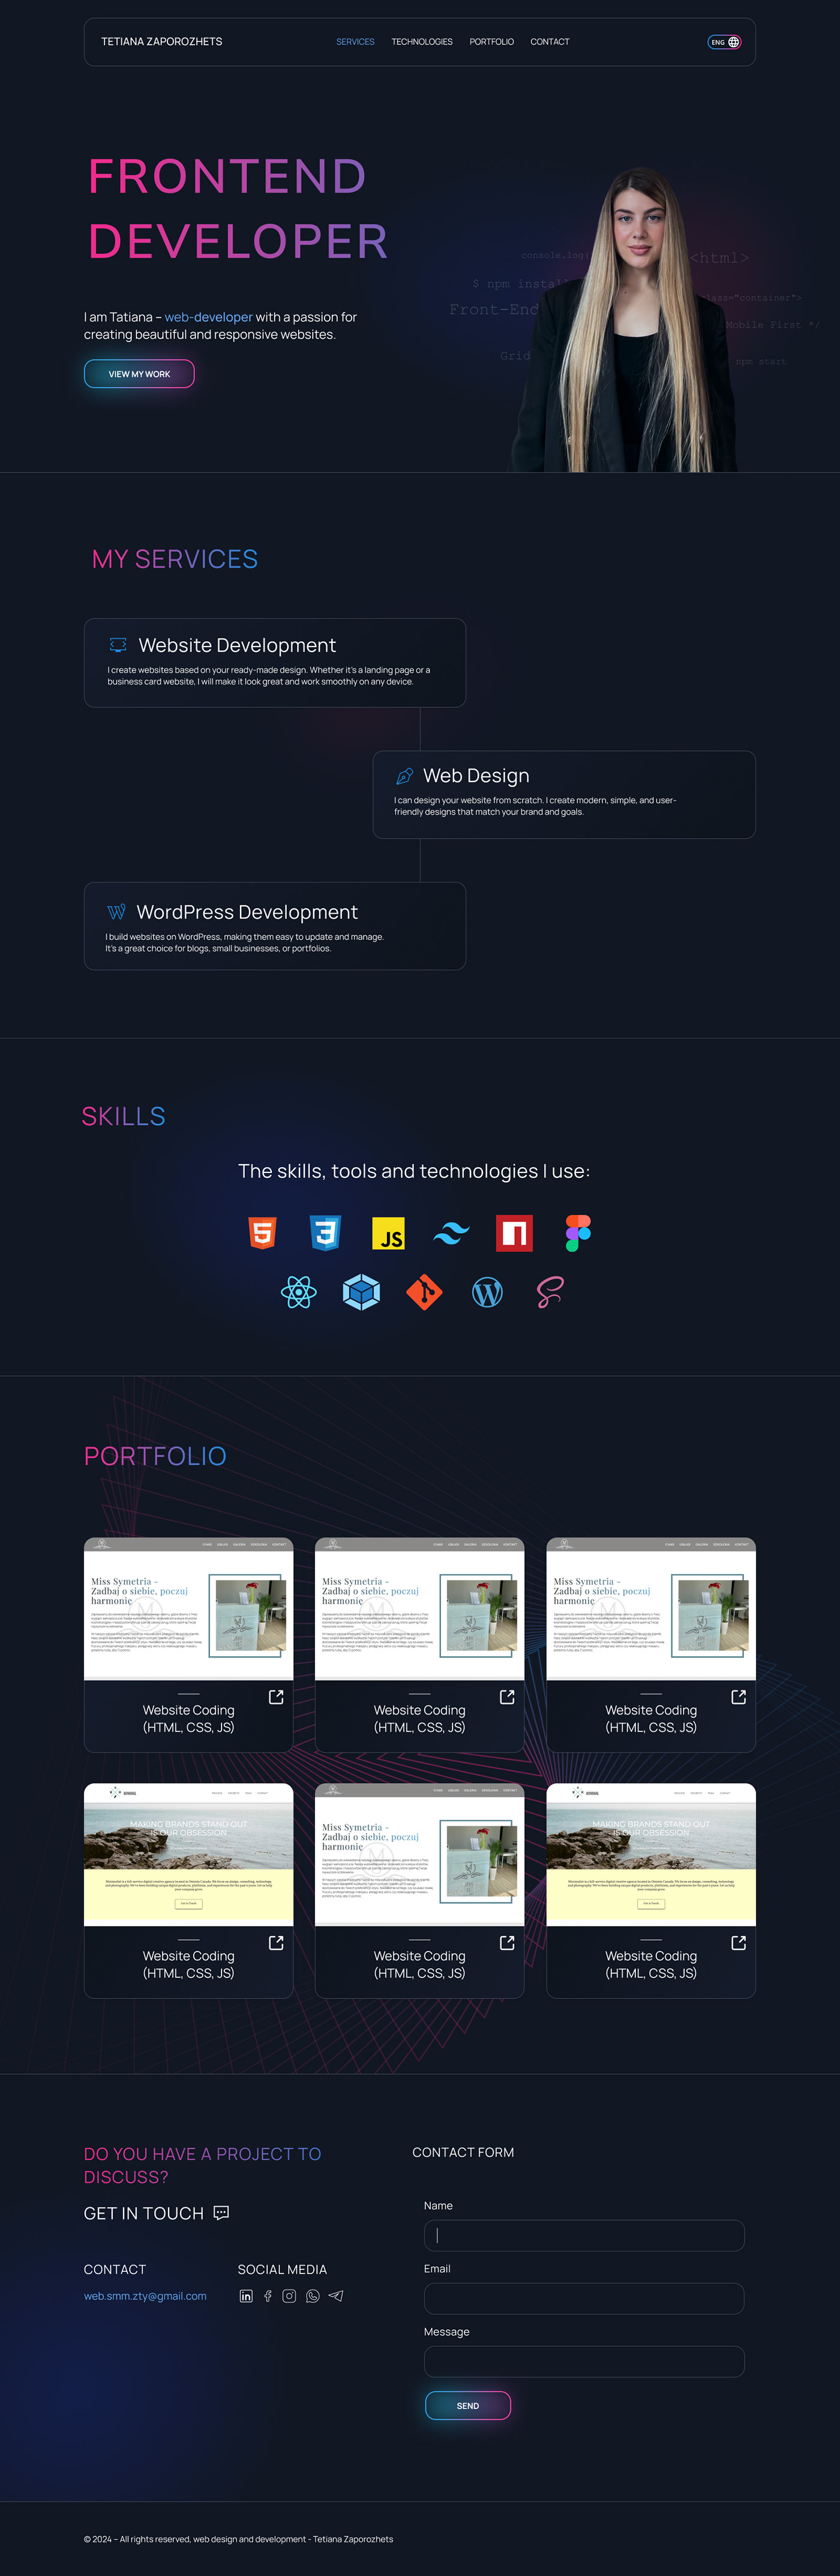 TETIANA ZAPOROZHETS
SERVICES
TECHNOLOGIES
PORTFOLIO
CONTACT
ENG
FRONTEND
DEVELOPER
I am Tatiana – web-developer with a passion for
creating beautiful and responsive websites.
VIEW MY WORK
console.log(
<html>
$ npm instal
Front-End
class="container">
Mobile First */
Grid
npm start
MY SERVICES
Website Development
I create websites based on your ready-made design. Whether it's a landing page or a
business card website, I will make it look great and work smoothly on any device.
Web Design
I can design your website from scratch. I create modern, simple, and user-
friendly designs that match your brand and goals.
WordPress Development
I build websites on WordPress, making them easy to update and manage.
It's a great choice for blogs, small businesses, or portfolios.
SKILLS
The skills, tools and technologies I use:
5
3
JS
PORTFOLIO
Miss Symetria -
Zadbaj o siebie, poczuj
harmonię
Website Coding
(HTML, CSS, JS)
Miss Symetria -
Zadbaj o siebie, poczuj
harmonię
Website Coding
(HTML, CSS, JS)
Miss Symetria -
Zadbaj o siebie, poczuj
harmonię
Website Coding
(HTML, CSS, JS)
MAKING BRANDS STAND OUT
IS OUR OBSESSION
Website Coding
(HTML, CSS, JS)
Miss Symetria -
Zadbaj o siebie, poczuj
harmonię
Website Coding
(HTML, CSS, JS)
MAKING BRANDS STAND OUT
IS OUR OBSESSION
Website Coding
(HTML, CSS, JS)
DO YOU HAVE A PROJECT TO
DISCUSS?
GET IN TOUCH
CONTACT
web.smm.zty@gmail.com
SOCIAL MEDIA
CONTACT FORM
Name
Email
Message
SEND
© 2024 – All rights reserved, web design and development - Tetiana Zaporozhets